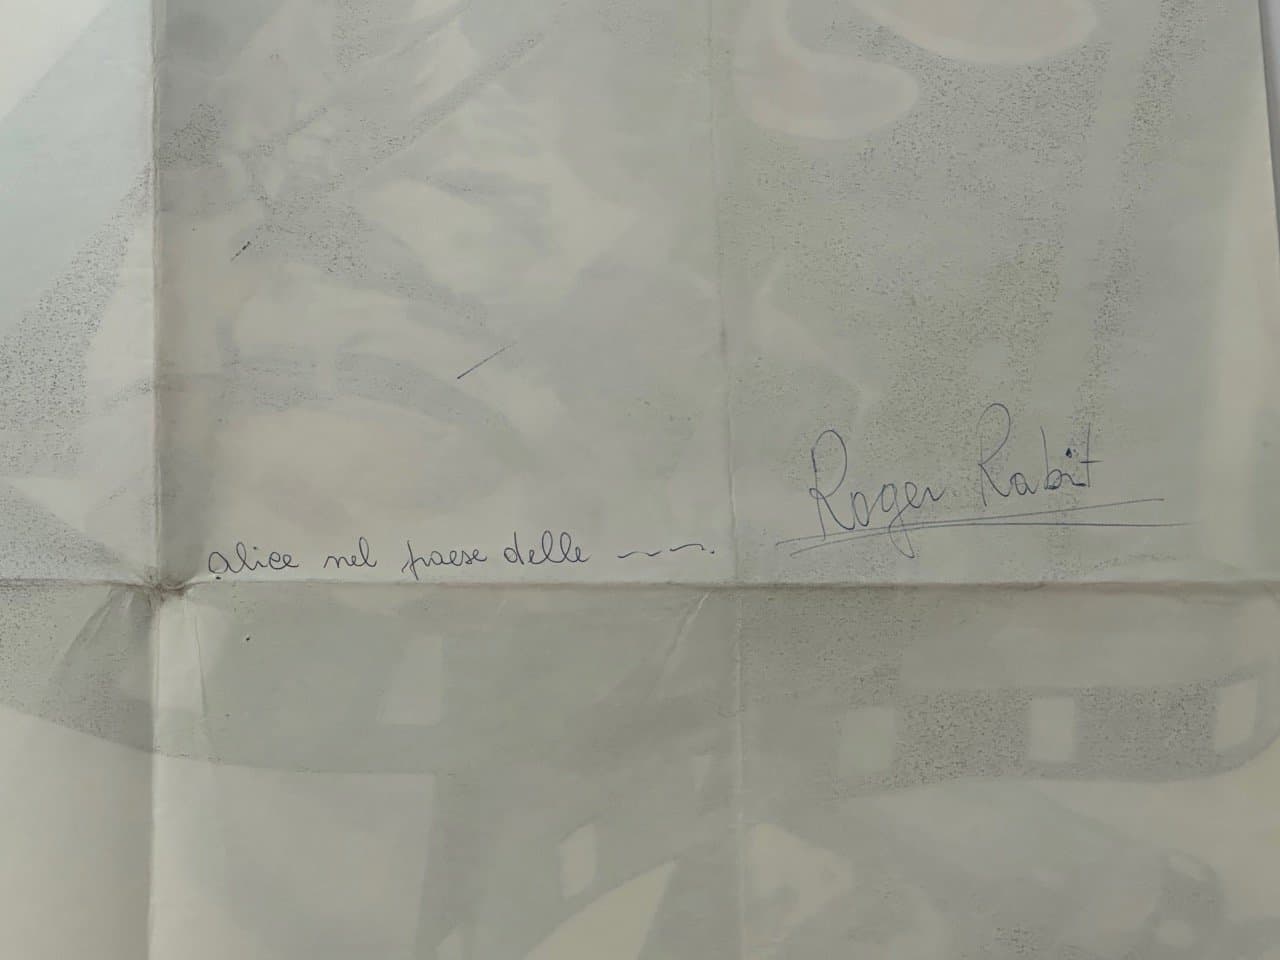 Roger Rabit
alice nel paese delle ~~~.